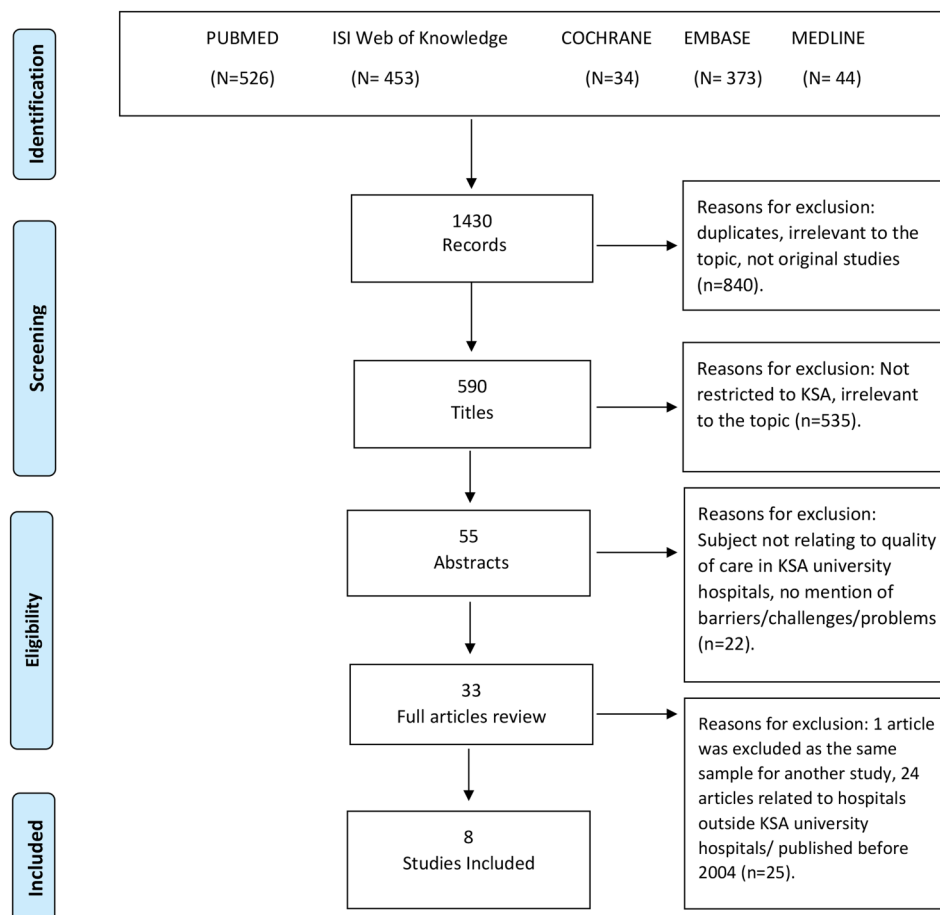 Identification
PUBMED ISI Web of Knowledge COCHRANE EMBASE MEDLINE
(N=526) (N= 453) (N=34) (N= 373) (N= 44)
Screening
1430
Records
Reasons for exclusion:
duplicates, irrelevant to the
topic, not original studies
(n=840).
590
Titles
Reasons for exclusion: Not
restricted to KSA, irrelevant
to the topic (n=535).
Eligibility
55
Abstracts
Reasons for exclusion:
Subject not relating to quality
of care in KSA university
hospitals, no mention of
barriers/challenges/problems
(n=22).
33
Full articles review
Reasons for exclusion: 1 article
was excluded as the same
sample for another study, 24
articles related to hospitals
outside KSA university
hospitals/ published before
2004 (n=25).
Included
8
Studies Included